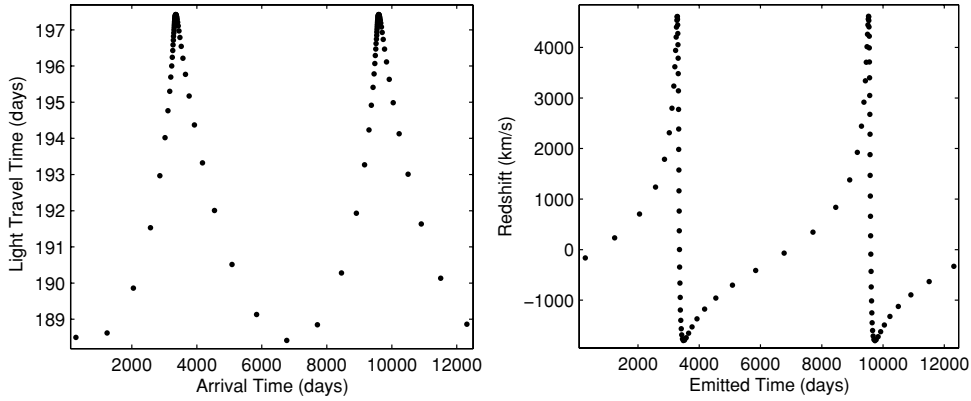 197
196
195
194
193
192
191
190
189
Light Travel Time (days)
2000 4000 6000 8000 10000 12000
Arrival Time (days)
4000
3000
2000
1000
0
−1000
Redshift (km/s)
2000 4000 6000 8000 10000 12000
Emitted Time (days)